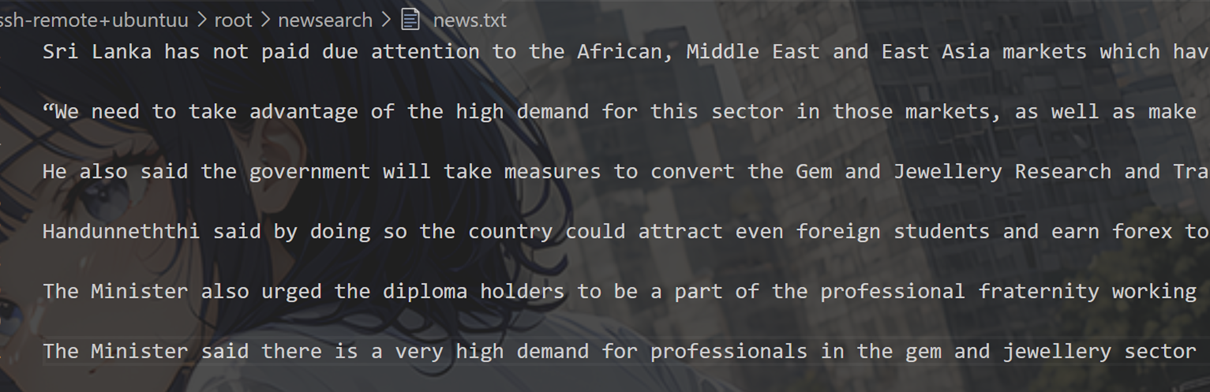 ssh-remote+ubuntuu > root > newsearch > news.txt
Sri Lanka has not paid due attention to the African, Middle East and East Asia markets which hav
“We need to take advantage of the high demand for this sector in those markets, as well as make
He also said the government will take measures to convert the Gem and Jewellery Research and Tra
Handunneththi said by doing so the country could attract even foreign students and earn forex to
The Minister also urged the diploma holders to be a part of the professional fraternity working
The Minister said there is a very high demand for professionals in the gem and jewellery sector